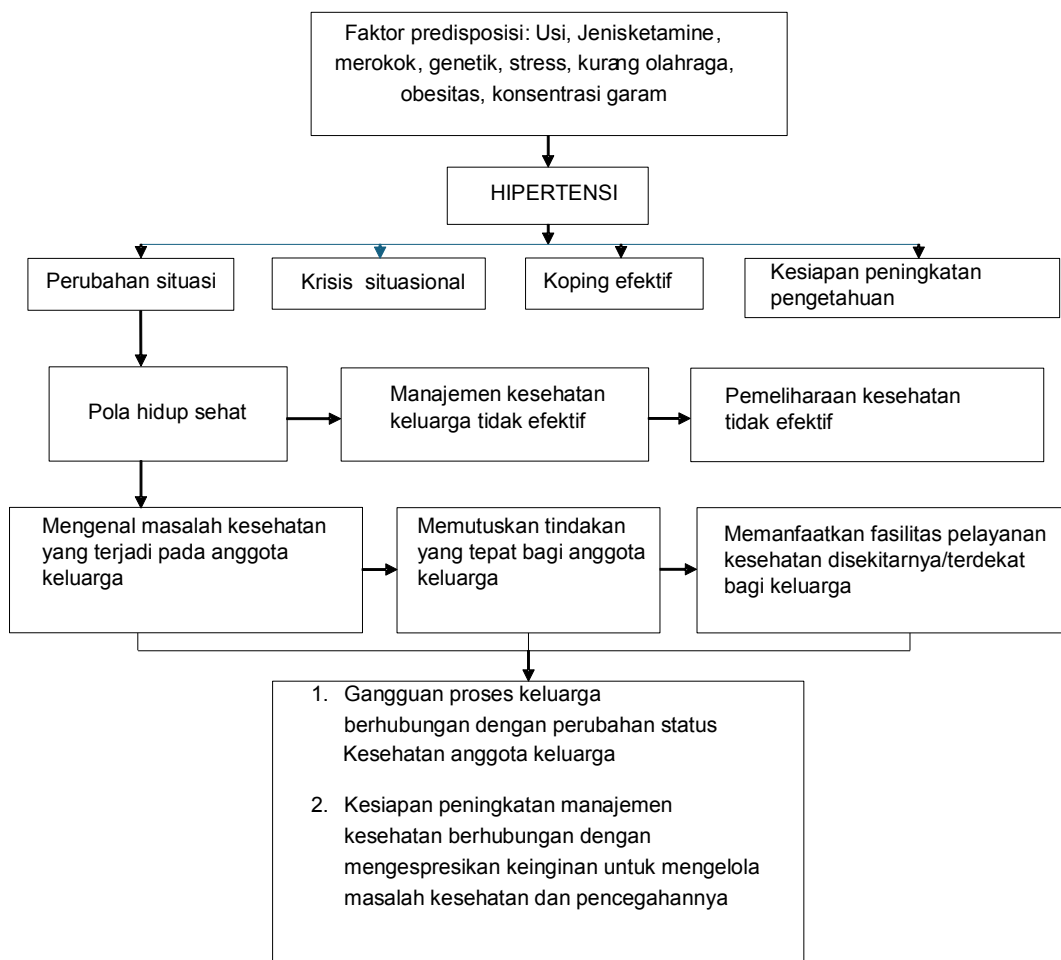 Faktor predisposisi: Usi, Jenisketamine,
merokok, genetik, stress, kurang olahraga,
obesitas, konsentrasi garam
HIPERTENSI
Perubahan situasi
Krisis situasional
Koping efektif
Kesiapan peningkatan
pengetahuan
Pola hidup sehat
Manajemen kesehatan
keluarga tidak efektif
Pemeliharaan kesehatan
tidak efektif
Mengenal masalah kesehatan
yang terjadi pada anggota
keluarga
Memutuskan tindakan
yang tepat bagi anggota
keluarga
Memanfaatkan fasilitas pelayanan
kesehatan disekitarnya/terdekat
bagi keluarga
1. Gangguan proses keluarga
berhubungan dengan perubahan status
Kesehatan anggota keluarga
2. Kesiapan peningkatan manajemen
kesehatan berhubungan dengan
mengespresikan keinginan untuk mengelola
masalah kesehatan dan pencegahannya